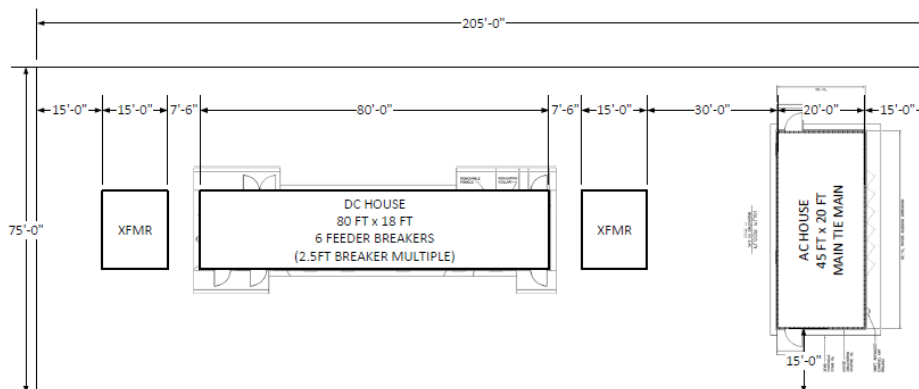 205'-0"
15'-0"
15'-0"
7'-6"
80'-0"
7'-6"
15'-0"
30'-0"
20'-0"
15'-0"
75'-0"
XFMR
DC HOUSE
80 FT x 18 FT
6 FEEDER BREAKERS
(2.5FT BREAKER MULTIPLE)
XFMR
AC HOUSE
45 FT x 20 FT
MAIN TIE MAIN
15'-0"